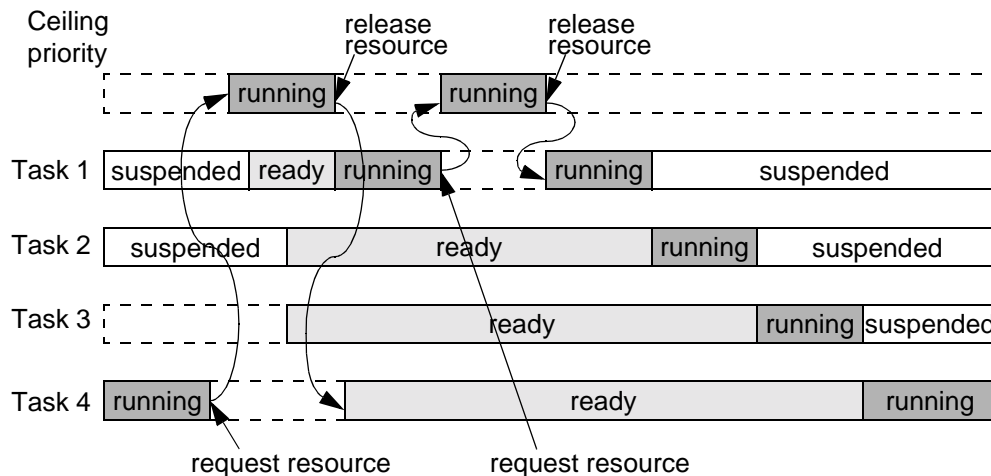 Ceiling
priority
release
resource
release
resource
running
running
Task 1
suspended
ready
running
running
suspended
Task 2
suspended
ready
running
suspended
Task 3
ready
running
suspended
Task 4
running
ready
running
request resource
request resource